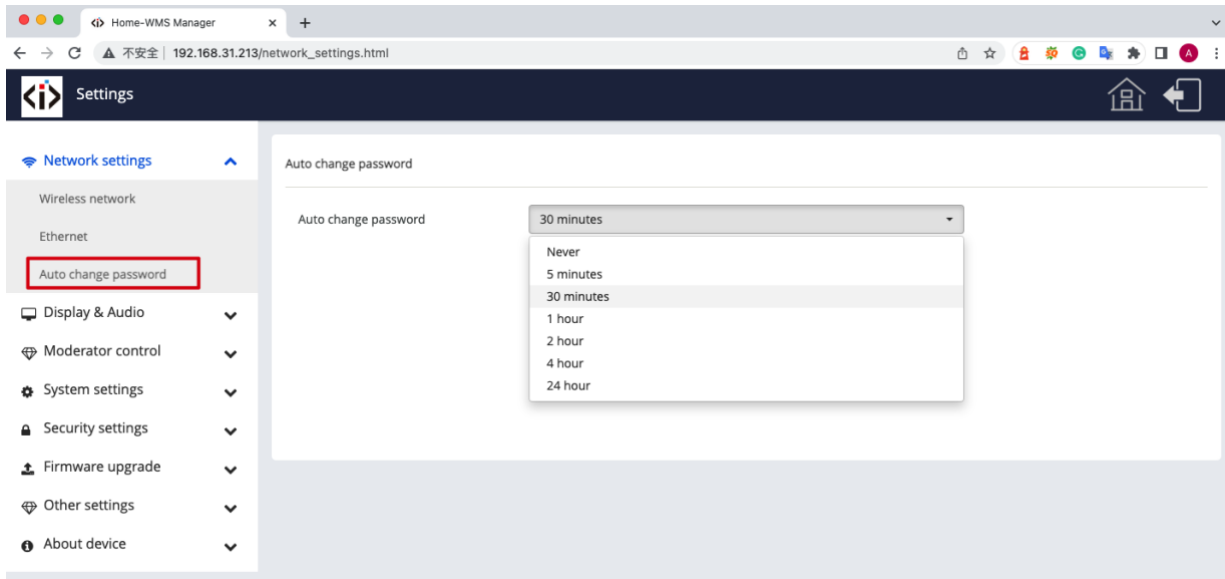 Home-WMS Manager
不安全 | 192.168.31.213/network_settings.html
A
<i> Settings
Network settings
Wireless network
Ethernet
Auto change password
Display & Audio
Moderator control
System settings
Security settings
Firmware upgrade
Other settings
About device
Auto change password
Auto change password
30 minutes
Never
5 minutes
30 minutes
1 hour
2 hour
4 hour
24 hour